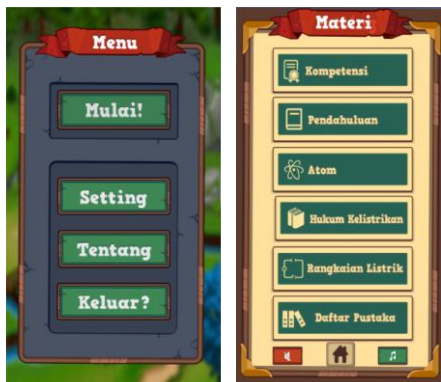 Menu
Mulai!
Setting
Tentang
Keluar?
Materi
Kompetensi
Pendahuluan
Atom
Hukum Kelistrikan
Rangkaian Listrik
Daftar Pustaka